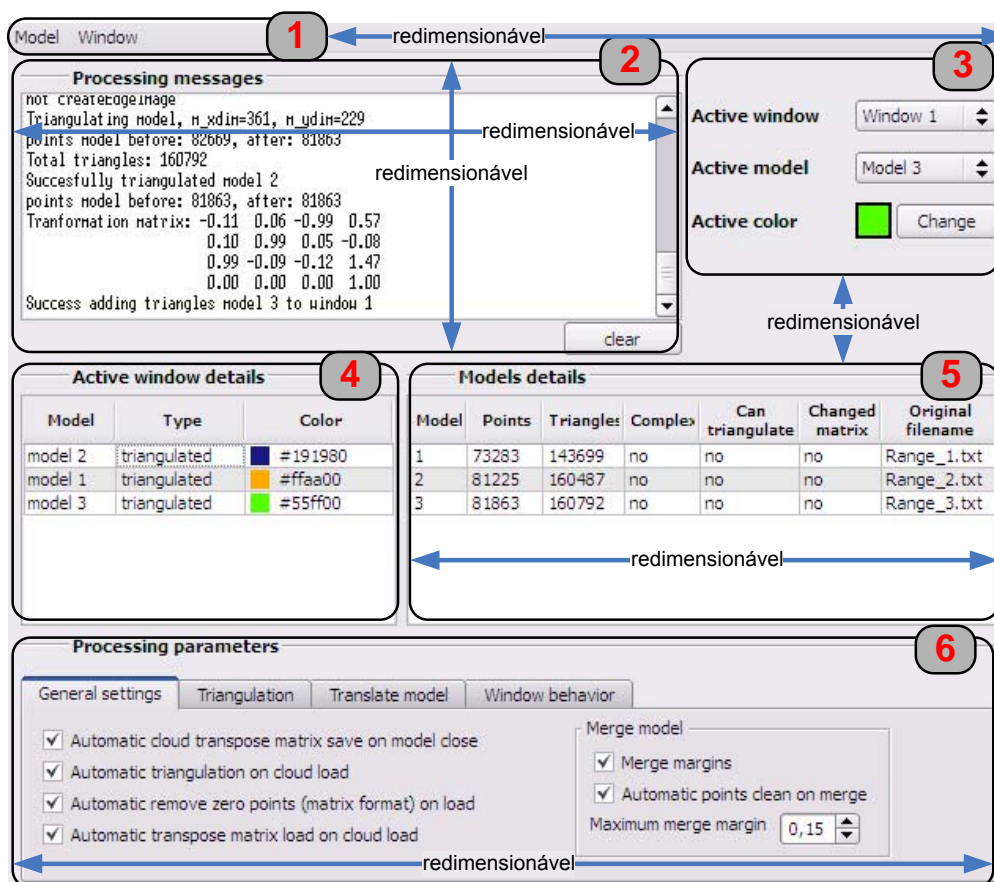 Model Window
1
redimensionável
2
3
Processing messages
not createEdgeImage
Triangulating model, m_xdim=361, m_ydim=229
points model before: 82669, after: 81863
Total triangles: 160792
Succesfully triangulated model 2
points model before: 81863, after: 81863
Tranformation matrix: -0.11 0.06 -0.99 0.57
0.10 0.99 0.05 -0.08
0.99 -0.09 -0.12 1.47
0.00 0.00 0.00 1.00
Success adding triangles model 3 to window 1
redimensionável
redimensionável
clear
Active window Window 1
Active model Model 3
Active color Change
redimensionável
Active window details
4
Model Type Color
model 2 triangulated #191980
model 1 triangulated #ffaa00
model 3 triangulated #55ff00
Models details
5
Model Points Triangles Complex Can triangulate Changed matrix Original filename
1 73283 143699 no no no Range_1.txt
2 81225 160487 no no no Range_2.txt
3 81863 160792 no no no Range_3.txt
redimensionável
Processing parameters
6
General settings Triangulation Translate model Window behavior
Automatic cloud transpose matrix save on model close
Automatic triangulation on cloud load
Automatic remove zero points (matrix format) on load
Automatic transpose matrix load on cloud load
Merge model
Merge margins
Automatic points clean on merge
Maximum merge margin 0,15
redimensionável